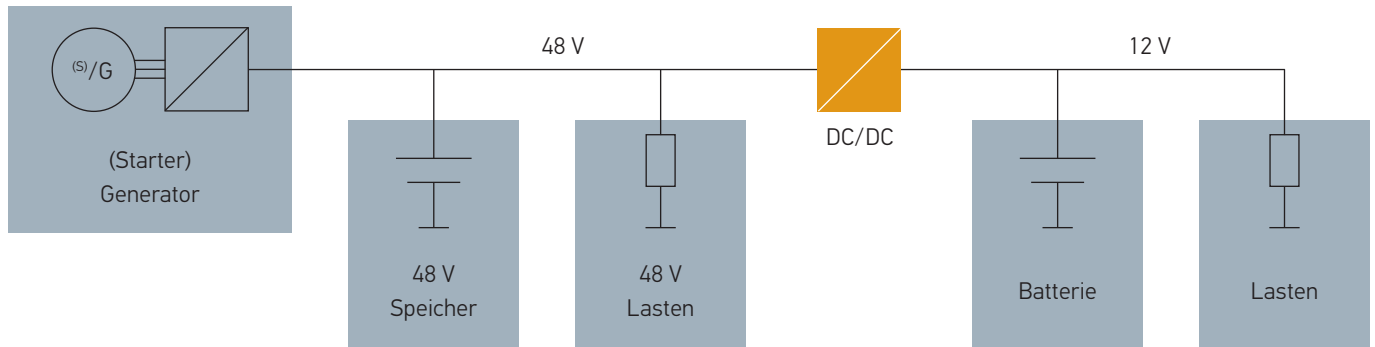 48 V
12 V
(S)/G
DC/DC
(Starter)
Generator
48 V
Speicher
48 V
Lasten
Batterie
Lasten